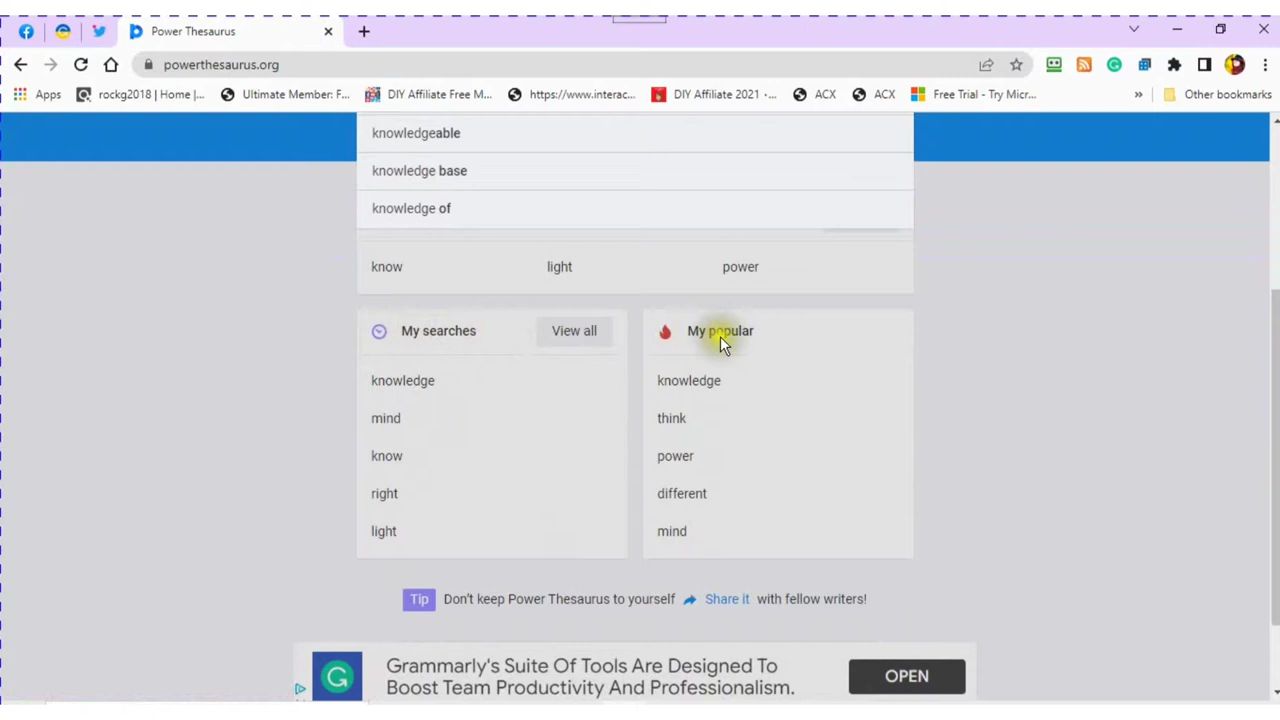 Power Thesaurus
powerthesaurus.org
Apps rockg2018 | Home |... Ultimate Member: F... DIY Affiliate Free M... https://www.interac... DIY Affiliate 2021 -... ACX ACX Free Trial - Try Micr... » Other bookmarks
knowledgeable
knowledge base
knowledge of
know light power
My searches View all My popular
knowledge knowledge
mind think
know power
right different
light mind
Tip Don't keep Power Thesaurus to yourself Share it with fellow writers!
Grammarly's Suite Of Tools Are Designed To
Boost Team Productivity And Professionalism.
OPEN